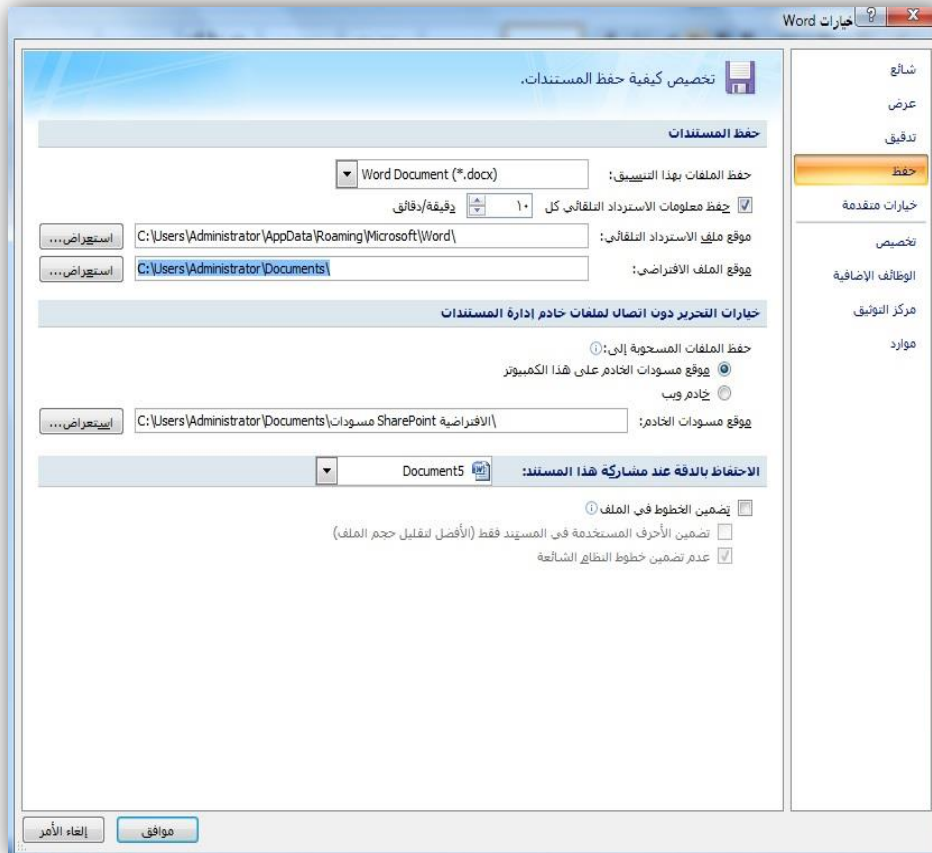 خيارات Word
شائع
عرض
تدقيق
حفظ
خيارات متقدمة
تخصيص
الوظائف الإضافية
مركز التوثيق
موارد
تخصيص كيفية حفظ المستندات.
حفظ المستندات
حفظ الملفات بهذا التنسيق: Word Document (*.docx)
حفظ معلومات الاسترداد التلقائي كل ١٠ دقيقة/دقائق
موقع ملف الاسترداد التلقائي: C:\Users\Administrator\AppData\Roaming\Microsoft\Word\ استعراض...
موقع الملف الافتراضي: C:\Users\Administrator\Documents\ استعراض...
خيارات التحرير دون اتصال لملفات خادم إدارة المستندات
حفظ الملفات المسحوبة إلى:
موقع مسودات الخادم على هذا الكمبيوتر
خادم ويب
موقع مسودات الخادم: C:\Users\Administrator\Documents\مسودات SharePoint الافتراضية\ استعراض...
الاحتفاظ بالدقة عند مشاركة هذا المستند: Document5
تضمين الخطوط في الملف
تضمين الأحرف المستخدمة في المستند فقط (الأفضل لتقليل حجم الملف)
عدم تضمين خطوط النظام الشائعة
موافق
إلغاء الأمر